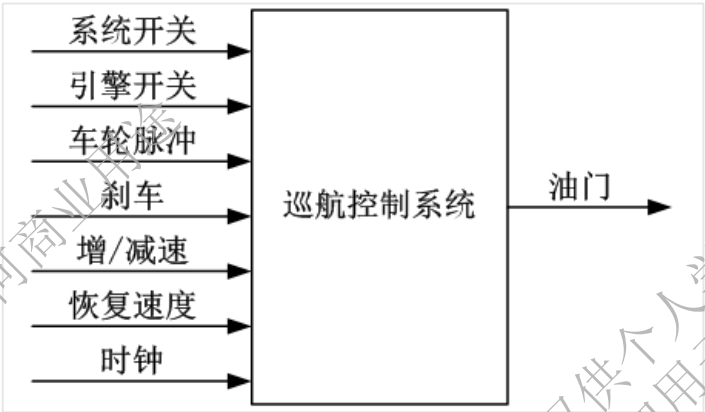 系统开关
引擎开关
车轮脉冲
刹车
增/减速
恢复速度
时钟
巡航控制系统
油门